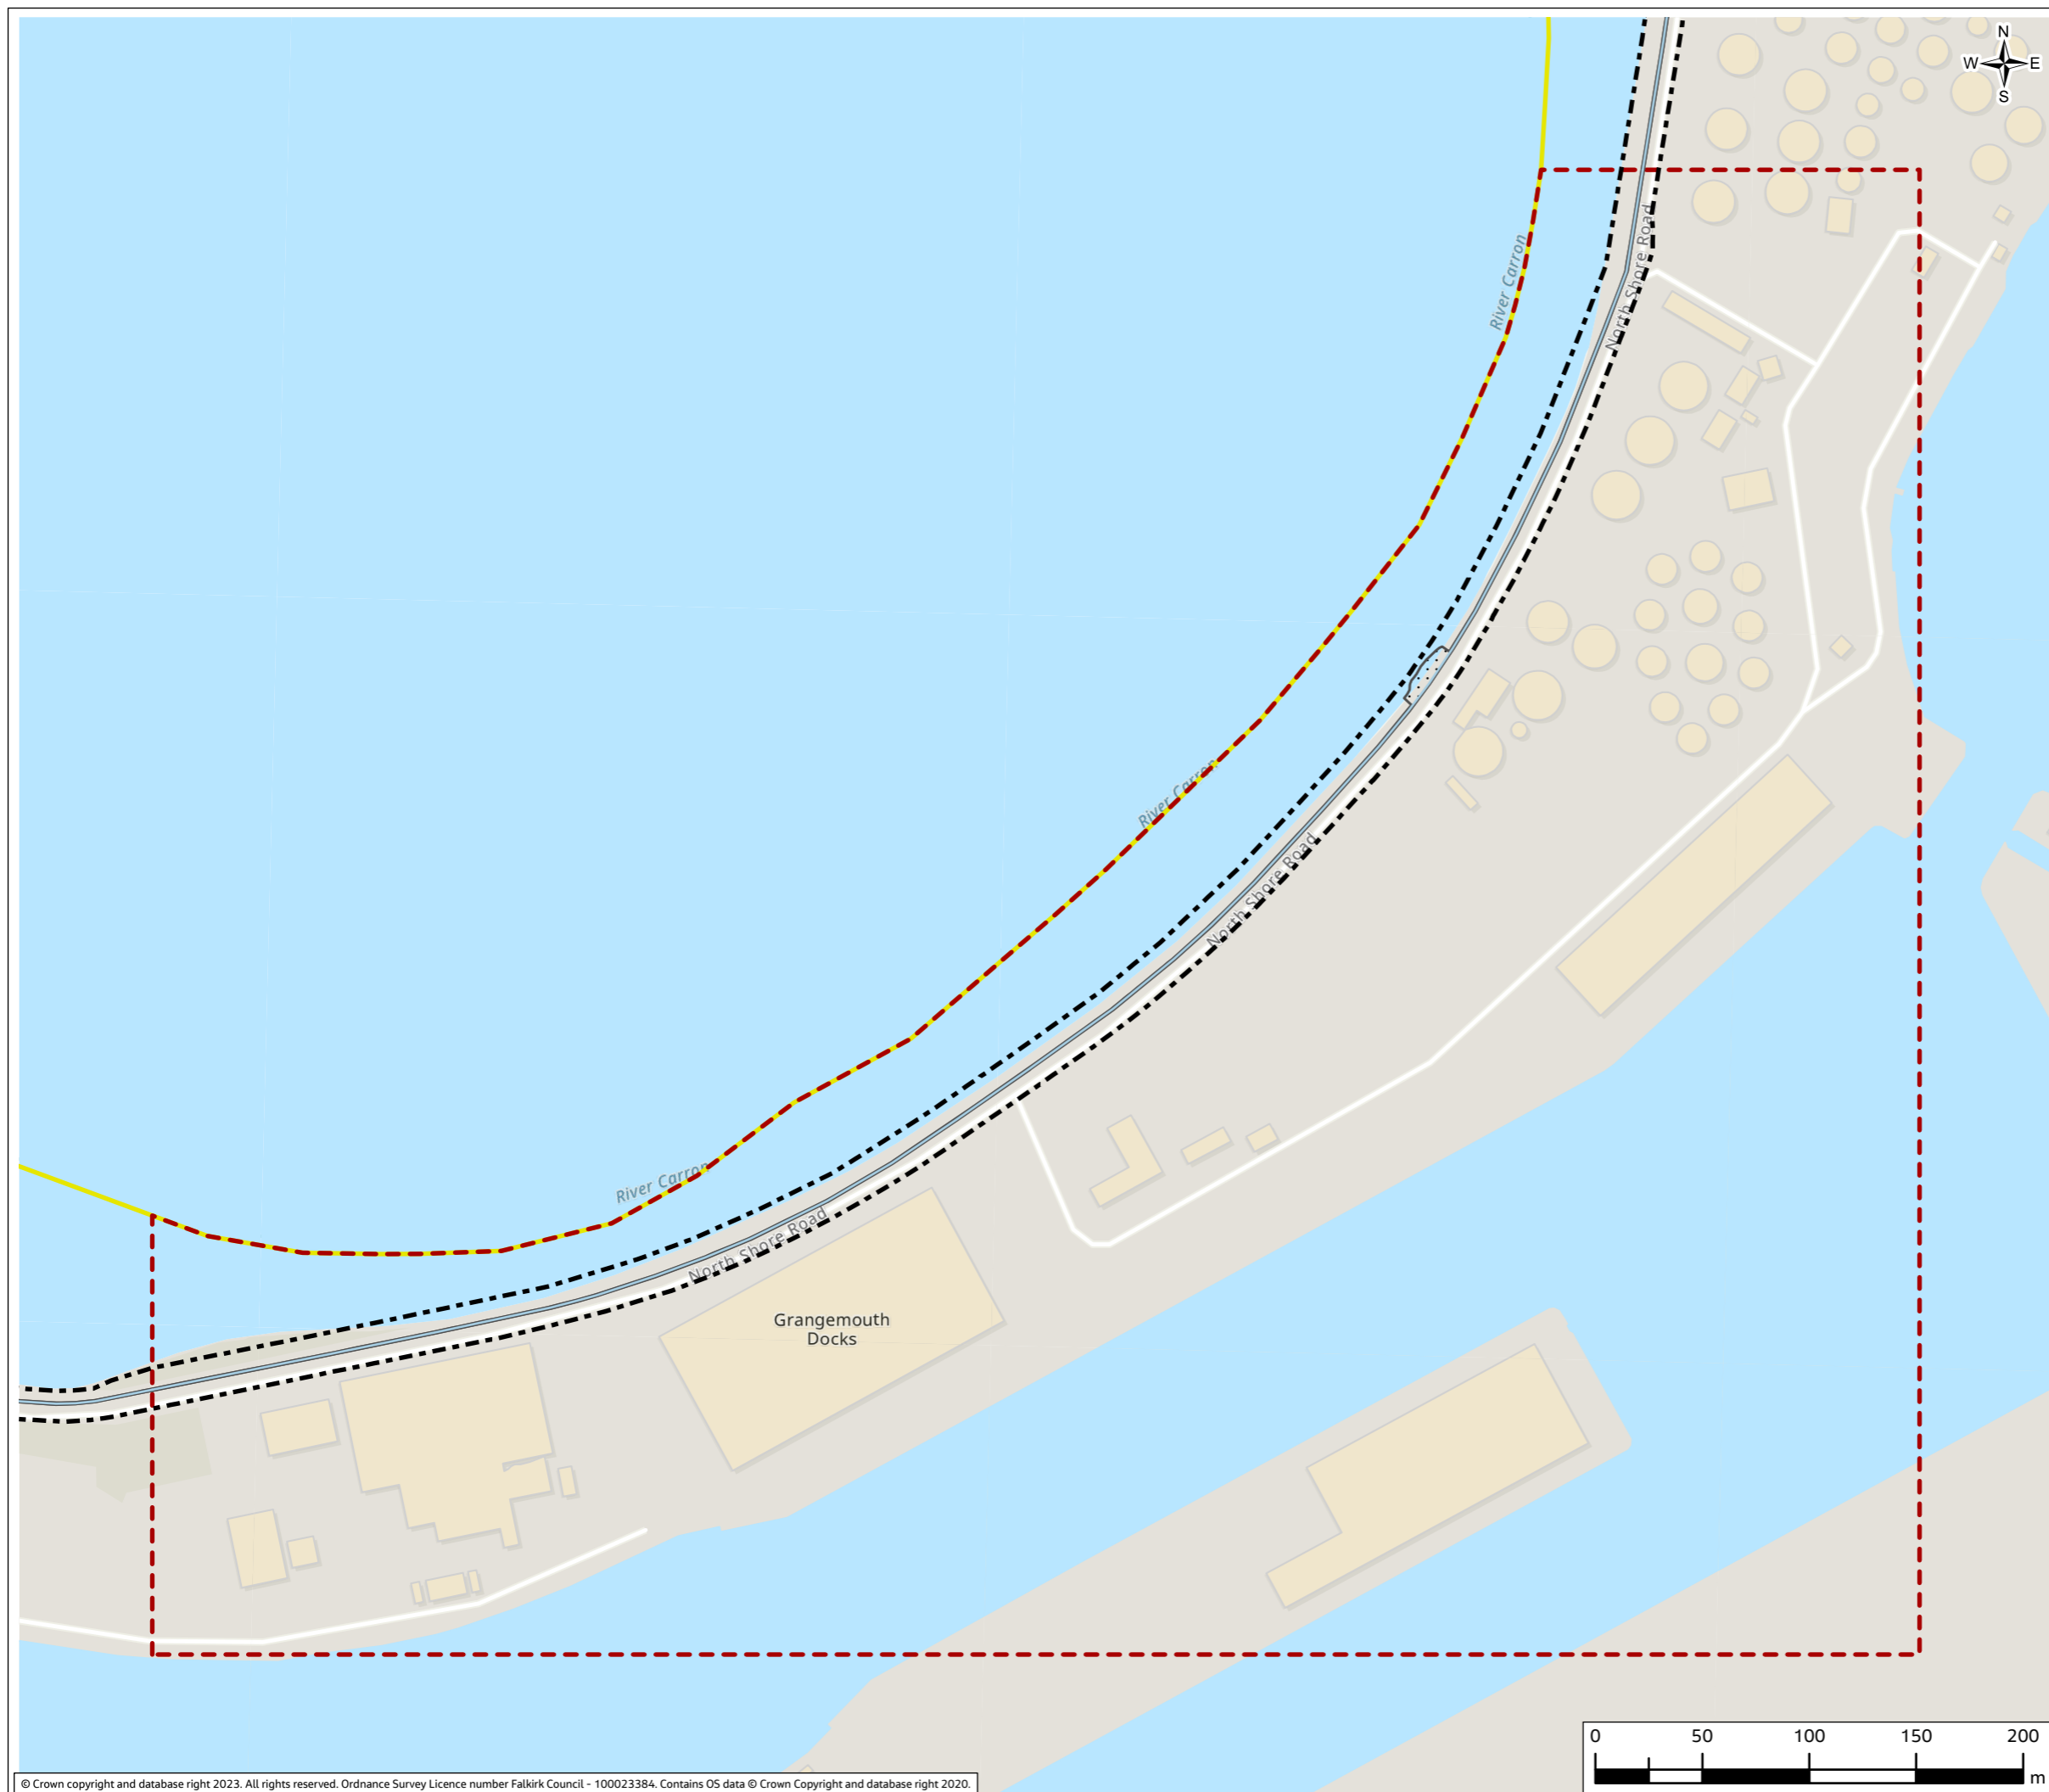 N
W E
S
River Carron
North Shore Road
River Carron
North Shore Road
River Carron
North Shore Road
Grangemouth
Docks
0 50 100 150 200
m
© Crown copyright and database right 2023. All rights reserved. Ordnance Survey Licence number Falkirk Council - 100023384. Contains OS data © Crown Copyright and database right 2020.